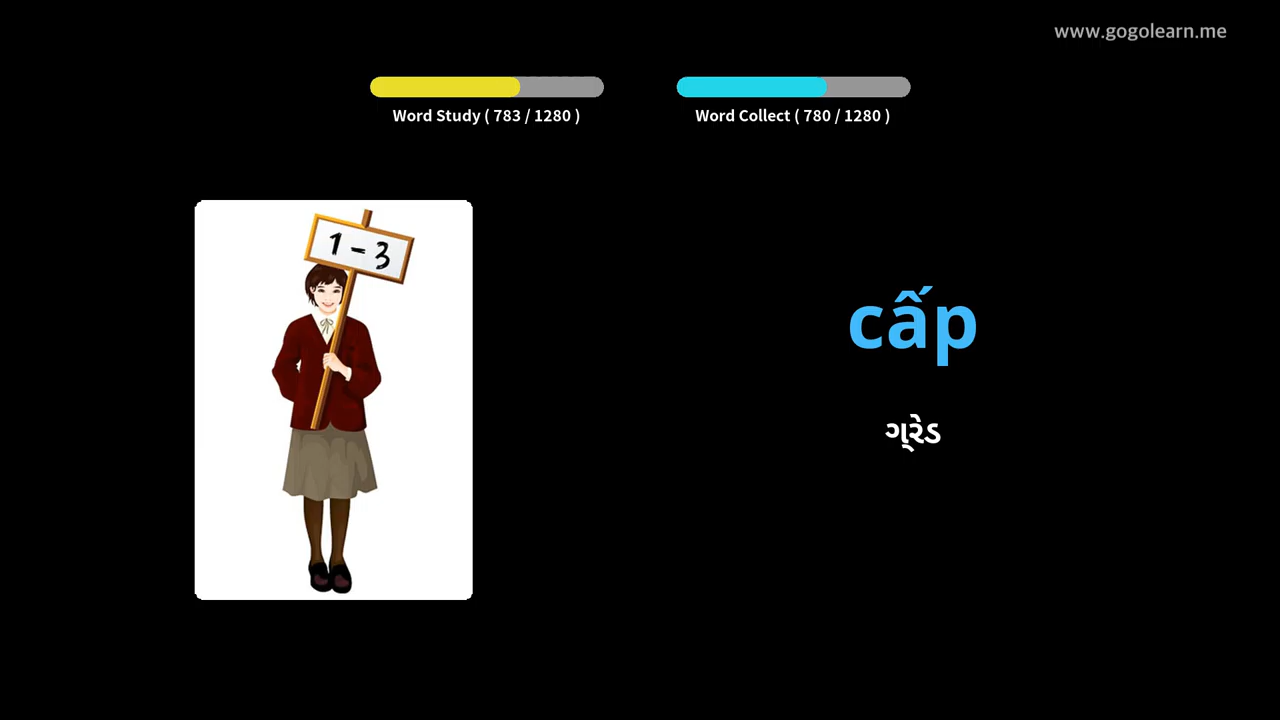 www.gogolearn.me
Word Study ( 783 / 1280 )
Word Collect ( 780 / 1280 )
1 - 3
cấp
ગ્રેડ